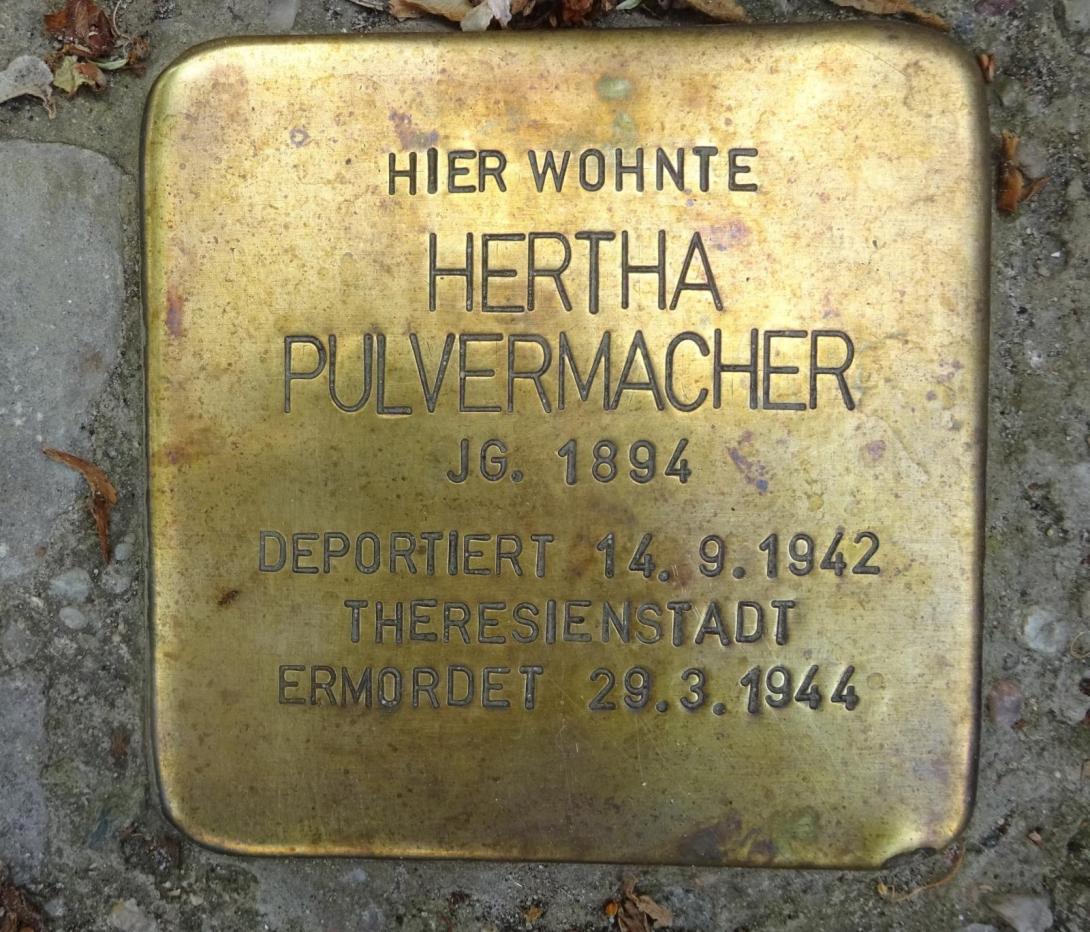 HIER WOHNTE
HERTHA
PULVERMACHER
JG. 1894
DEPORTIERT 14.9.1942
THERESIENSTADT
ERMORDET 29.3.1944